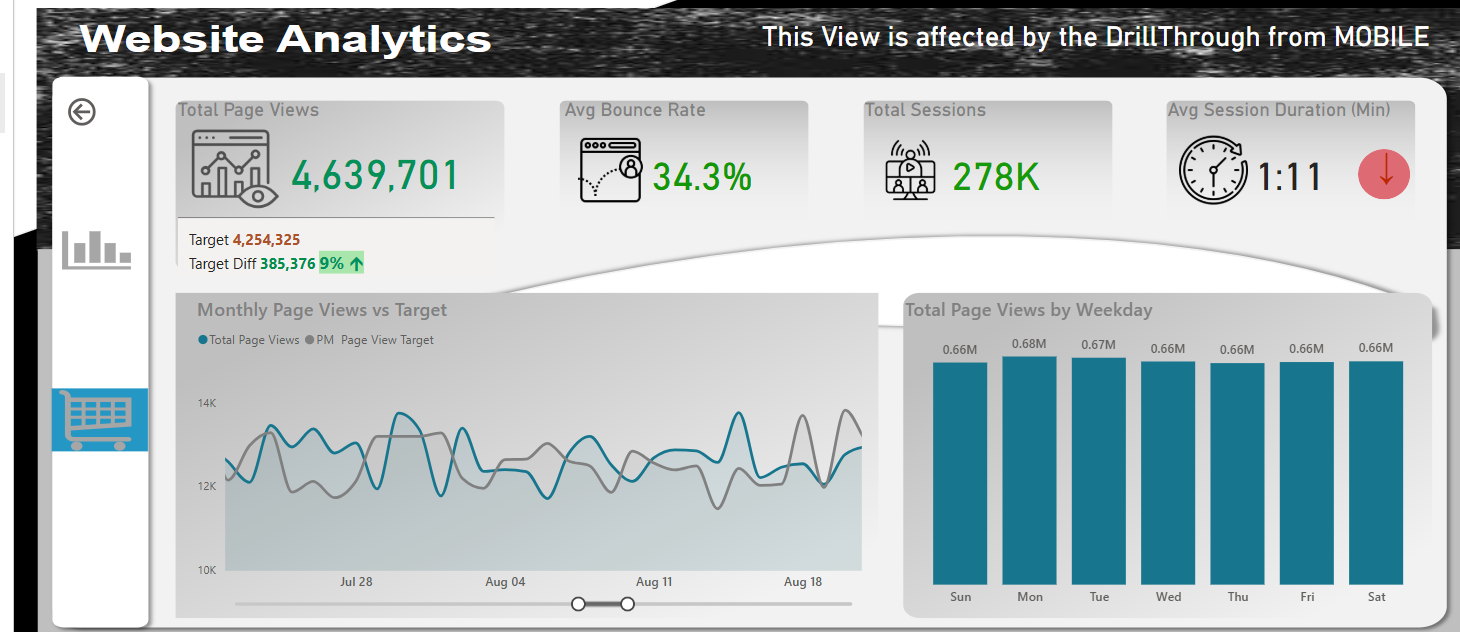 Website Analytics
This View is affected by the DrillThrough from MOBILE
Total Page Views
4,639,701
Target 4,254,325
Target Diff 385,376 9% ↑
Avg Bounce Rate
34.3%
Total Sessions
278K
Avg Session Duration (Min)
1:11 ↓
Monthly Page Views vs Target
Total Page Views PM Page View Target
14K
12K
10K
Jul 28 Aug 04 Aug 11 Aug 18
Total Page Views by Weekday
0.66M 0.68M 0.67M 0.66M 0.66M 0.66M 0.66M
Sun Mon Tue Wed Thu Fri Sat